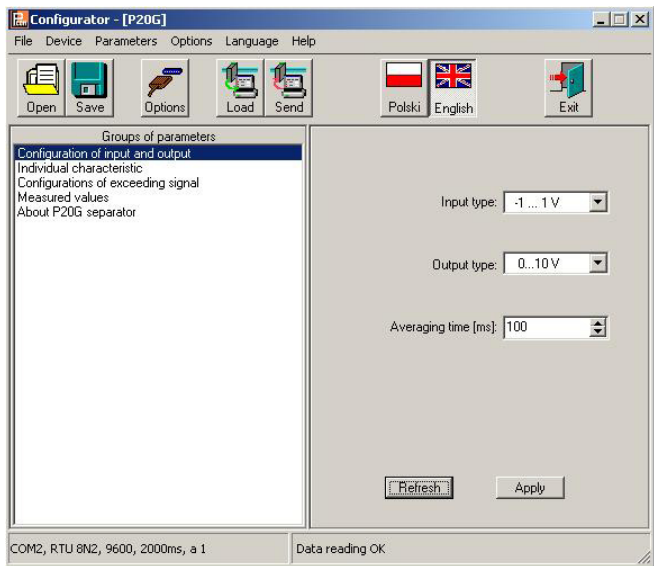 Configurator - [P20G]
File Device Parameters Options Language Help
Open Save Options Load Send Polski English Exit
Groups of parameters
Configuration of input and output
Individual characteristic
Configurations of exceeding signal
Measured values
About P20G separator
Input type: -1 ... 1 V
Output type: 0...10 V
Averaging time [ms]: 100
Refresh Apply
COM2, RTU 8N2, 9600, 2000ms, a 1 Data reading OK